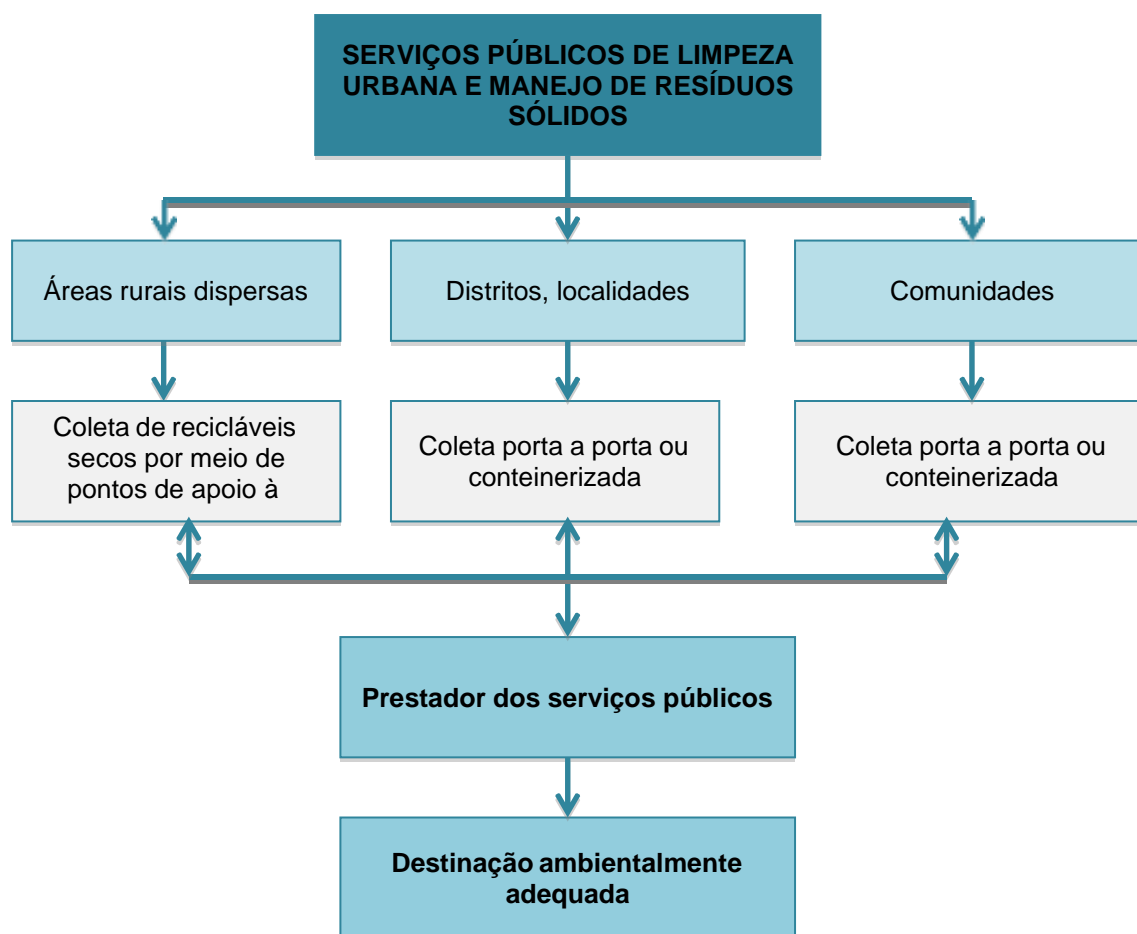 SERVIÇOS PÚBLICOS DE LIMPEZA
URBANA E MANEJO DE RESÍDUOS
SÓLIDOS
Áreas rurais dispersas
Distritos, localidades
Comunidades
Coleta de recicláveis
secos por meio de
pontos de apoio à
Coleta porta a porta ou
conteinerizada
Coleta porta a porta ou
conteinerizada
Prestador dos serviços públicos
Destinação ambientalmente
adequada